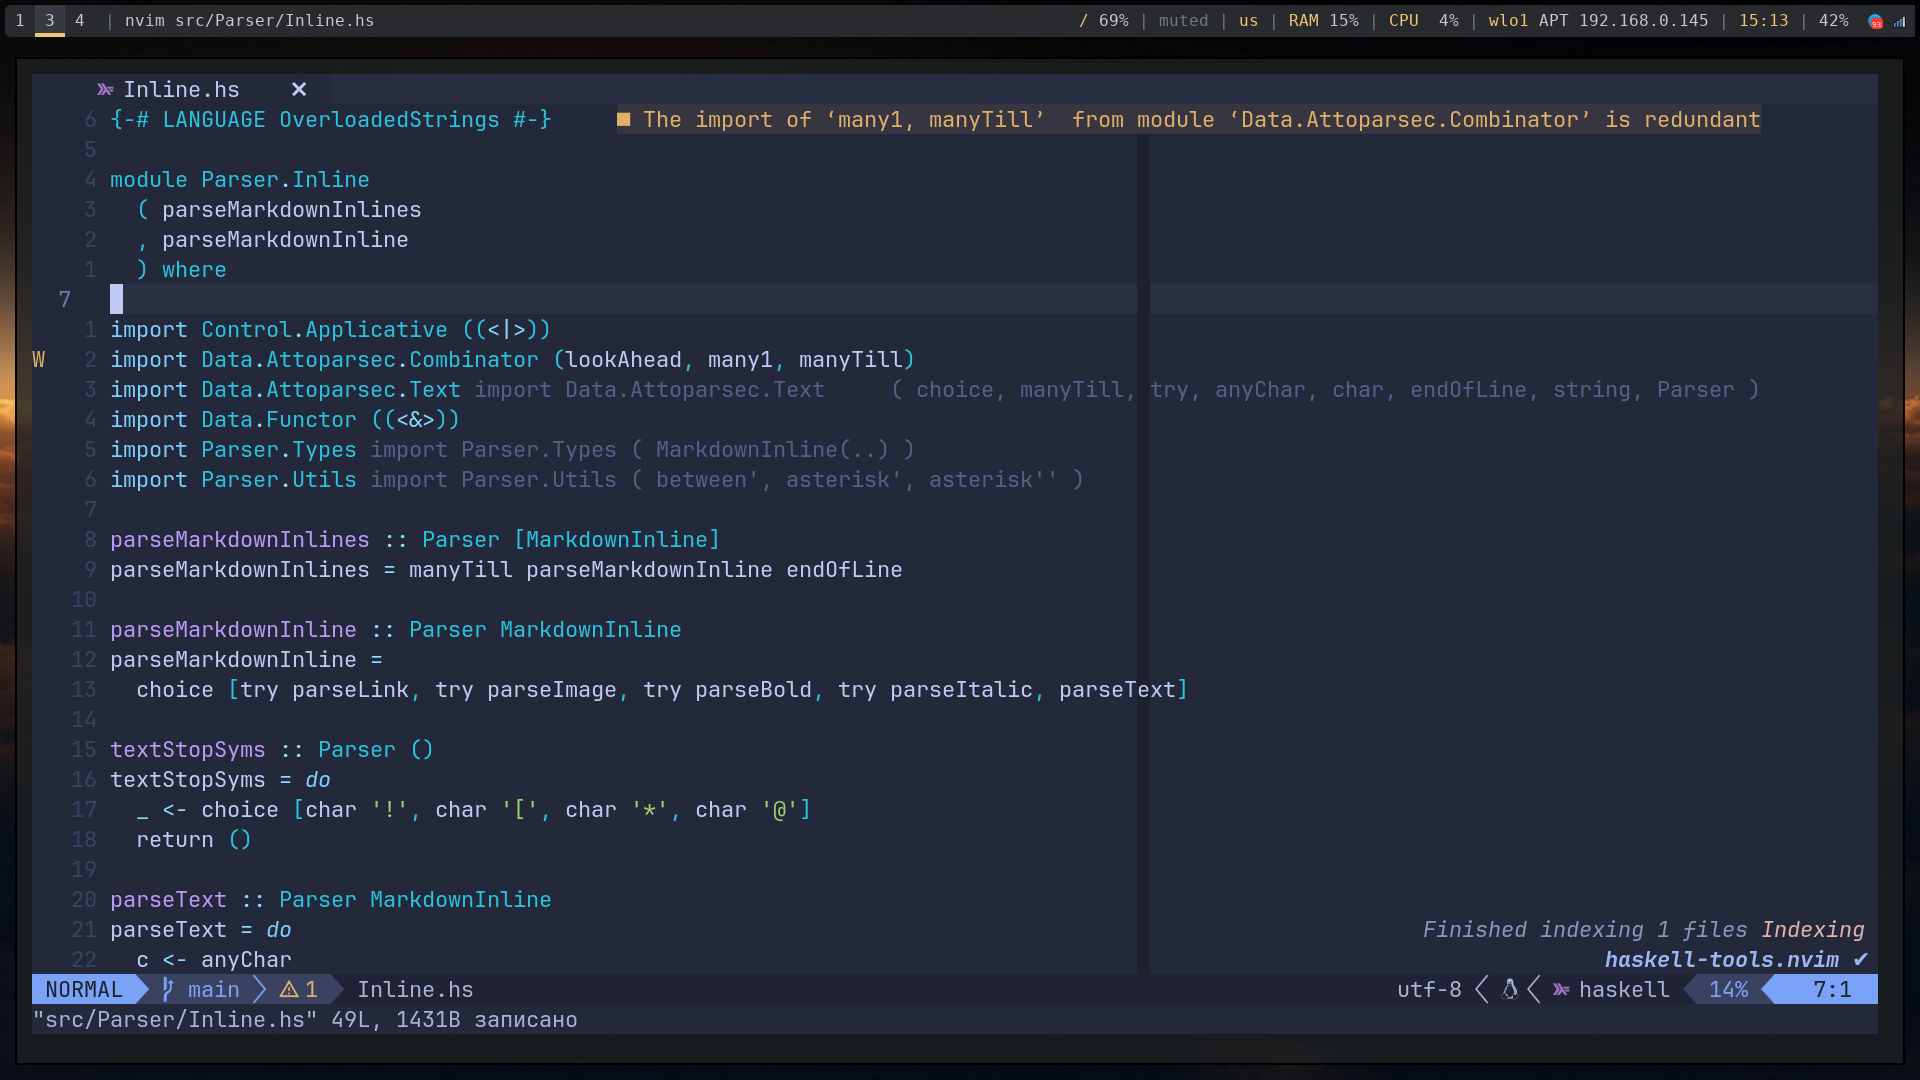 1 3 4 | nvim src/Parser/Inline.hs / 69% | muted | us | RAM 15% | CPU 4% | wlo1 APT 192.168.0.145 | 15:13 | 42% 93
Inline.hs ✕
6 {-# LANGUAGE OverloadedStrings #-} ■ The import of ‘many1, manyTill’ from module ‘Data.Attoparsec.Combinator’ is redundant
5
4 module Parser.Inline
3 ( parseMarkdownInlines
2 , parseMarkdownInline
1 ) where
7
1 import Control.Applicative ((<|>))
W 2 import Data.Attoparsec.Combinator (lookAhead, many1, manyTill)
3 import Data.Attoparsec.Text import Data.Attoparsec.Text ( choice, manyTill, try, anyChar, char, endOfLine, string, Parser )
4 import Data.Functor ((<&>))
5 import Parser.Types import Parser.Types ( MarkdownInline(..) )
6 import Parser.Utils import Parser.Utils ( between', asterisk', asterisk'' )
7
8 parseMarkdownInlines :: Parser [MarkdownInline]
9 parseMarkdownInlines = manyTill parseMarkdownInline endOfLine
10
11 parseMarkdownInline :: Parser MarkdownInline
12 parseMarkdownInline =
13 choice [try parseLink, try parseImage, try parseBold, try parseItalic, parseText]
14
15 textStopSyms :: Parser ()
16 textStopSyms = do
17 _ <- choice [char '!', char '[', char '*', char '@']
18 return ()
19
20 parseText :: Parser MarkdownInline
21 parseText = do Finished indexing 1 files Indexing
22 c <- anyChar haskell-tools.nvim ✔
NORMAL main ⚠ 1 Inline.hs utf-8 haskell 14% 7:1
"src/Parser/Inline.hs" 49L, 1431B записано